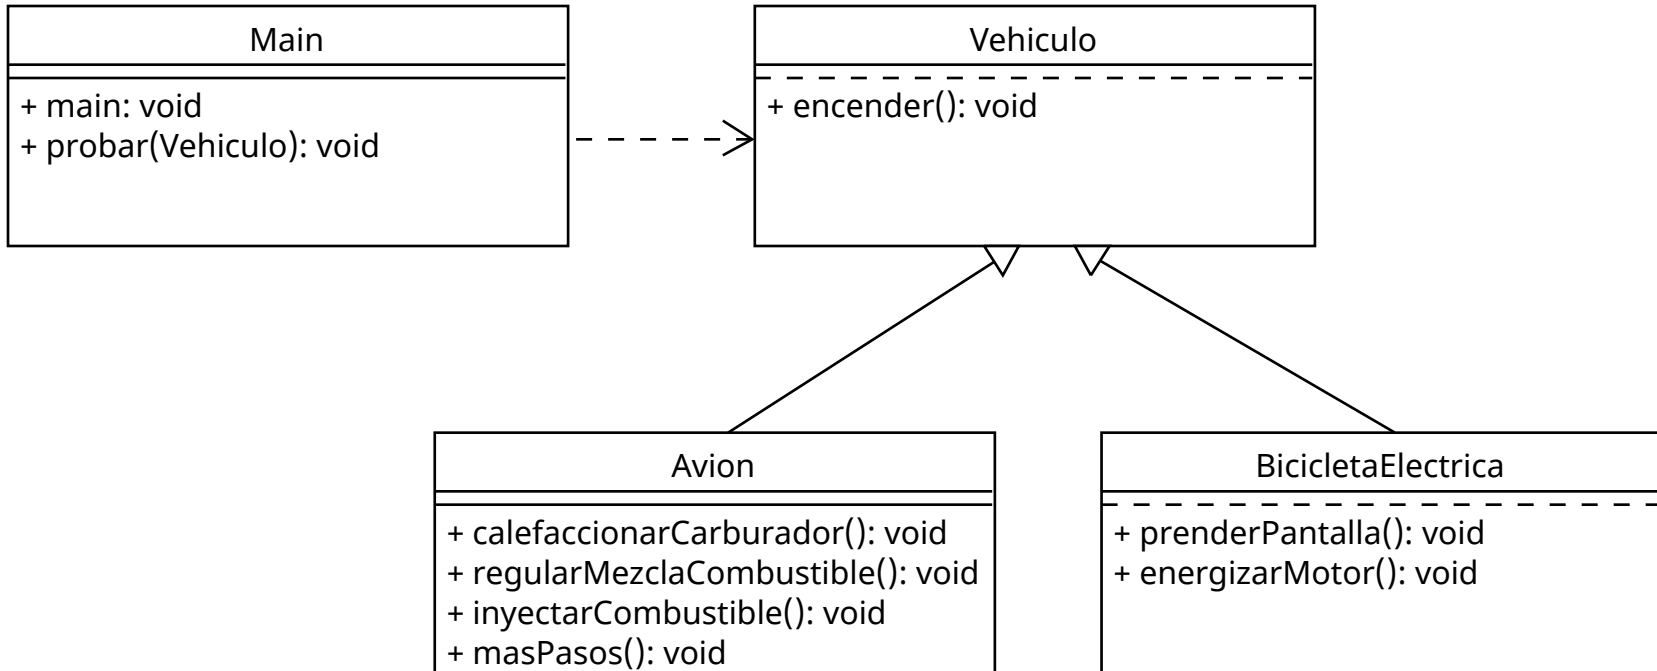 Main
+ main: void
+ probar(Vehiculo): void
Vehiculo
+ encender(): void
Avion
+ calefaccionarCarburador(): void
+ regularMezclaCombustible(): void
+ inyectarCombustible(): void
+ masPasos(): void
BicicletaElectrica
+ prenderPantalla(): void
+ energizarMotor(): void